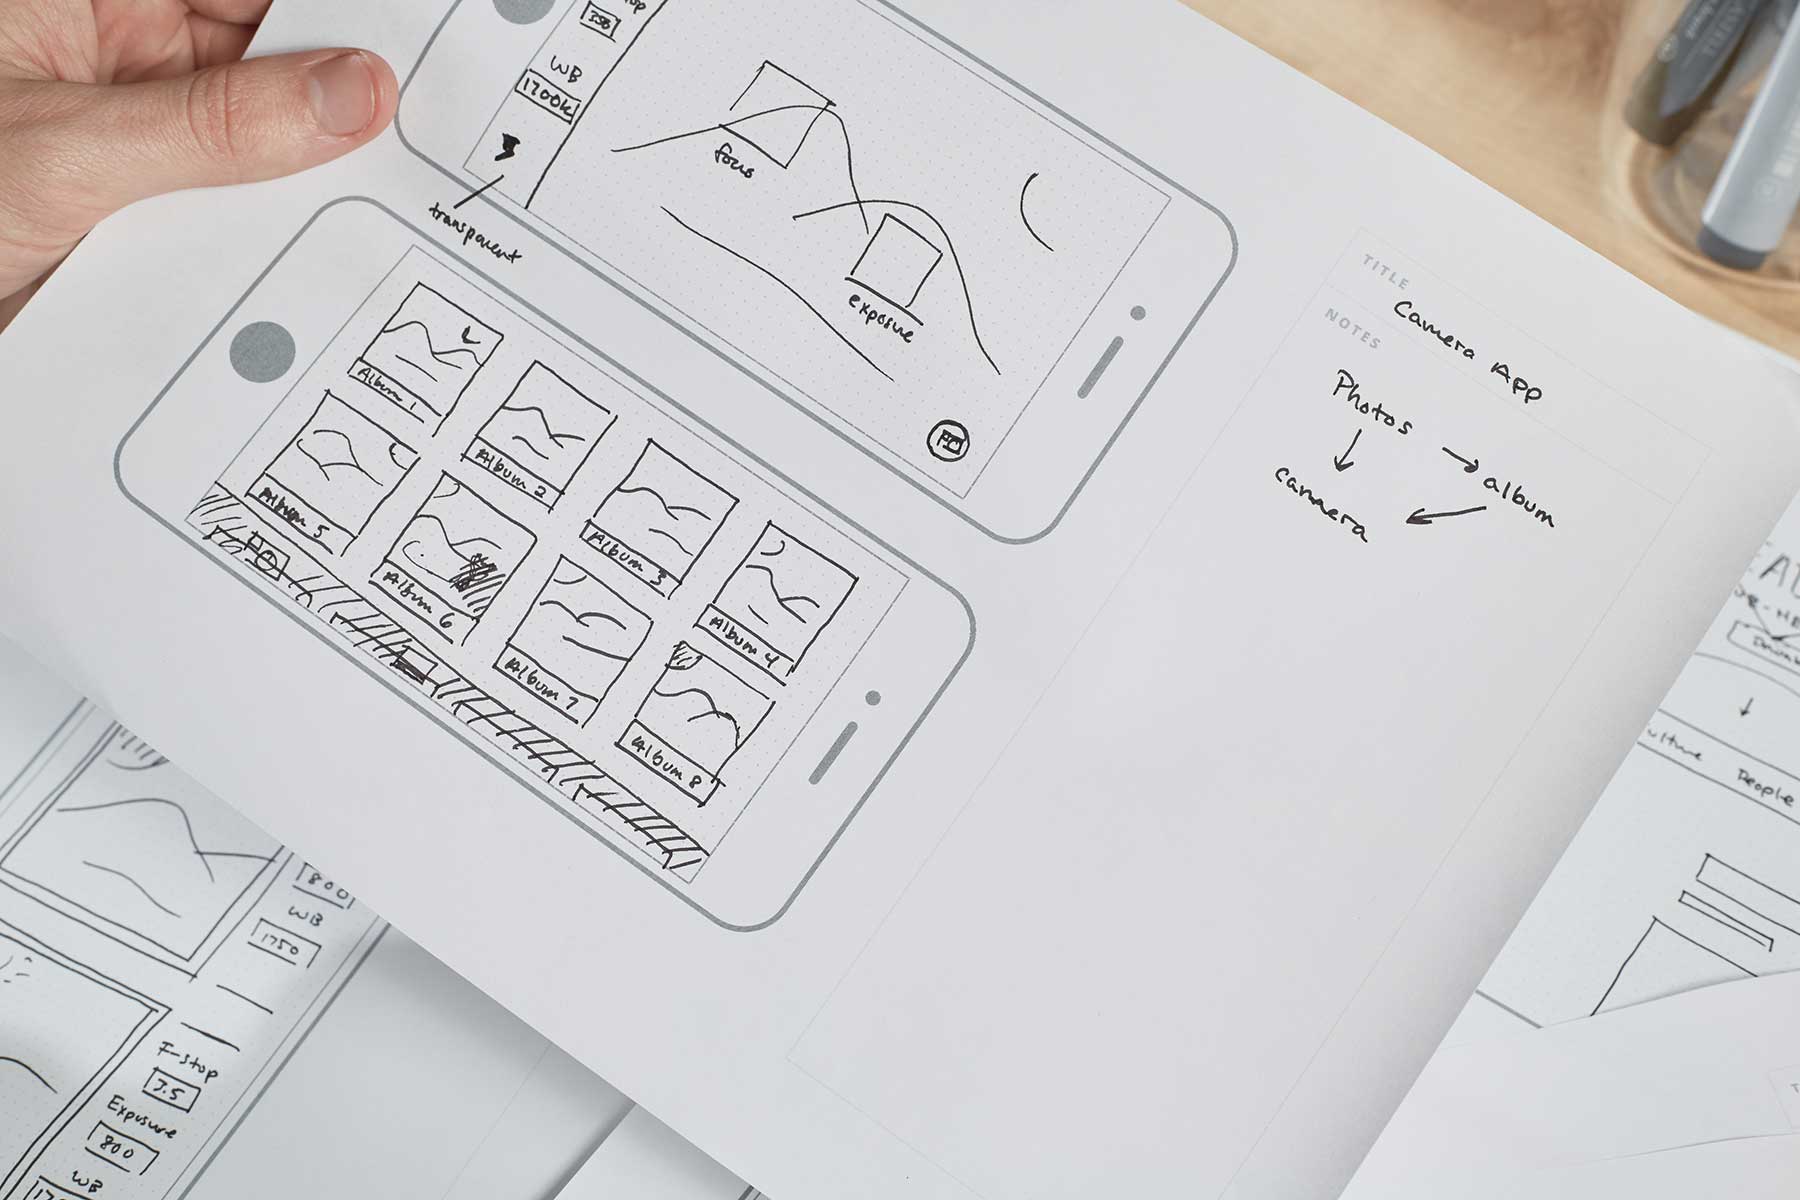 WB
1700K
focus
exposure
transparent
Album 1
Album 2
Album 3
Album 4
Album 5
Album 6
Album 7
Album 8
TITLE
Camera App
NOTES
Photos
album
camera
800
WB
1750
F-stop
3.5
Exposure
800
WB
People